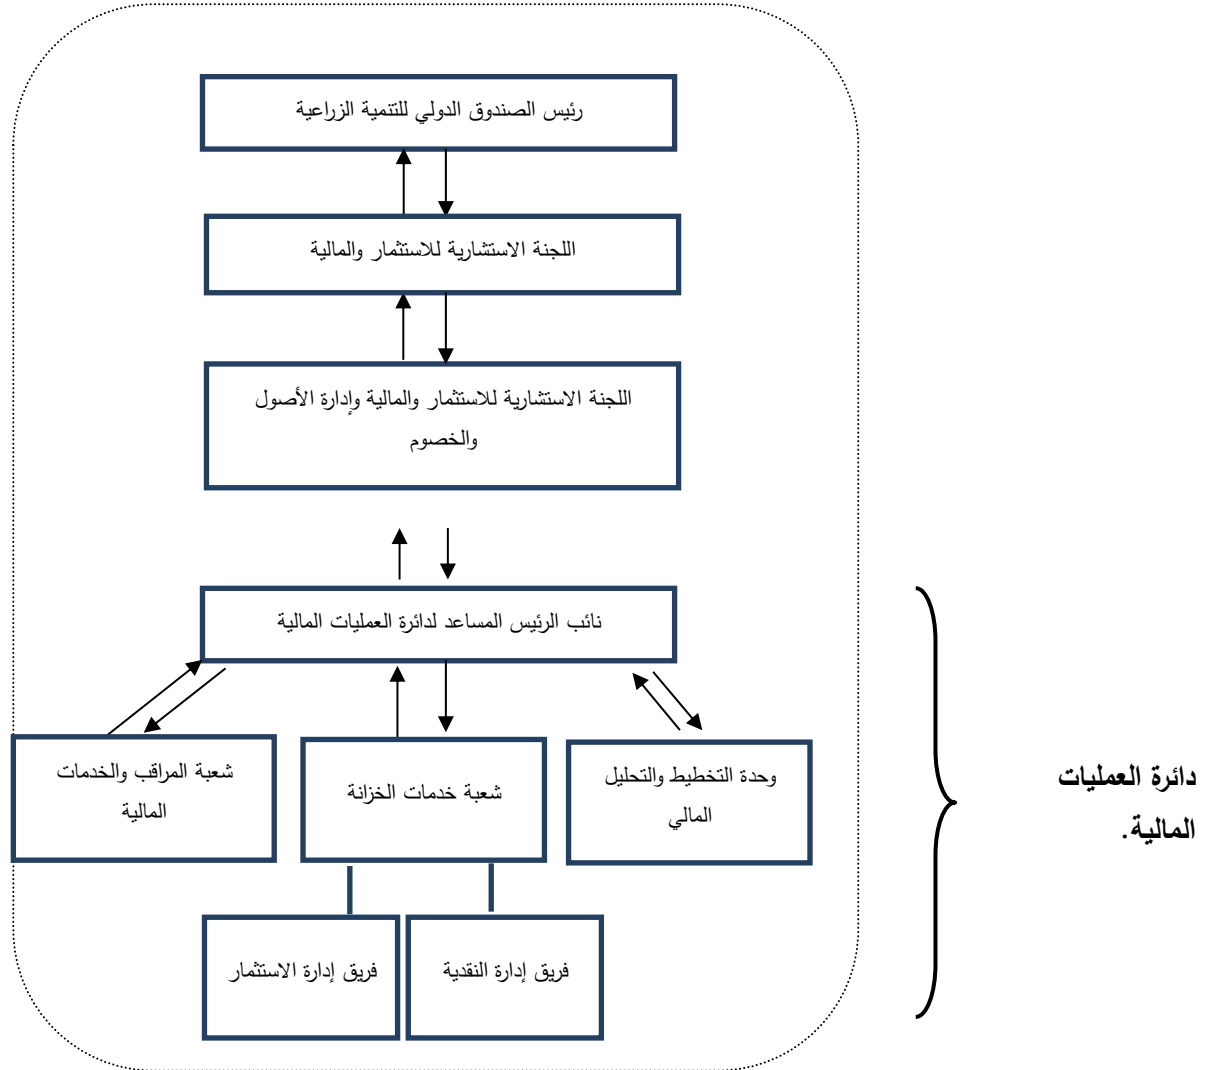 رئيس الصندوق الدولي للتنمية الزراعية
اللجنة الاستشارية للاستثمار والمالية
اللجنة الاستشارية للاستثمار والمالية وإدارة الأصول
والخصوم
نائب الرئيس المساعد لدائرة العمليات المالية
وحدة التخطيط والتحليل
المالي
شعبة خدمات الخزانة
شعبة المراقب والخدمات
المالية
دائرة العمليات
المالية.
فريق إدارة النقدية
فريق إدارة الاستثمار